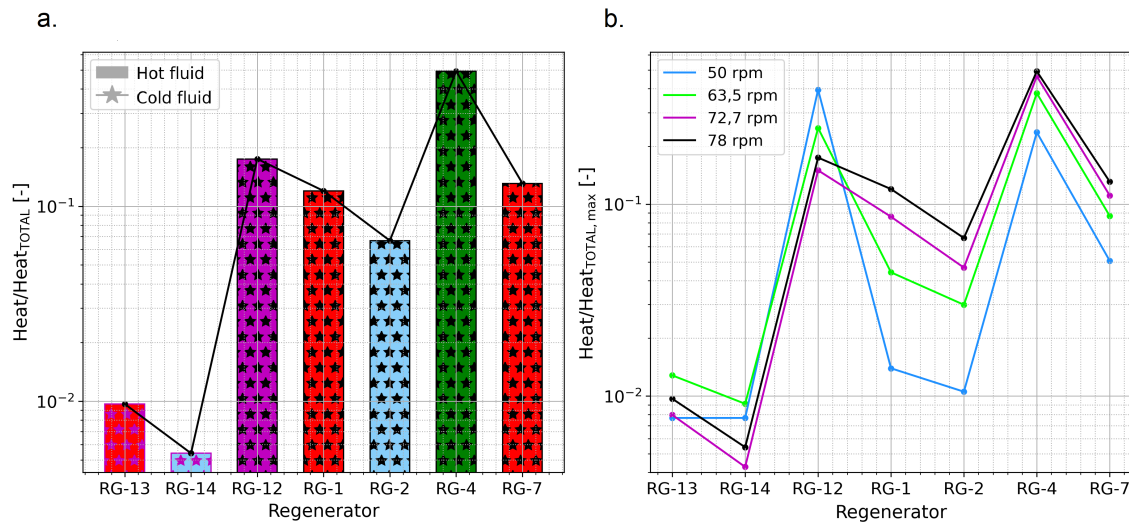 a.
Hot fluid
Cold fluid
Heat/Heat_TOTAL [-]
10⁻¹
10⁻²
RG-13 RG-14 RG-12 RG-1 RG-2 RG-4 RG-7
Regenerator
b.
50 rpm
63,5 rpm
72,7 rpm
78 rpm
Heat/Heat_TOTAL, max [-]
10⁻¹
10⁻²
RG-13 RG-14 RG-12 RG-1 RG-2 RG-4 RG-7
Regenerator